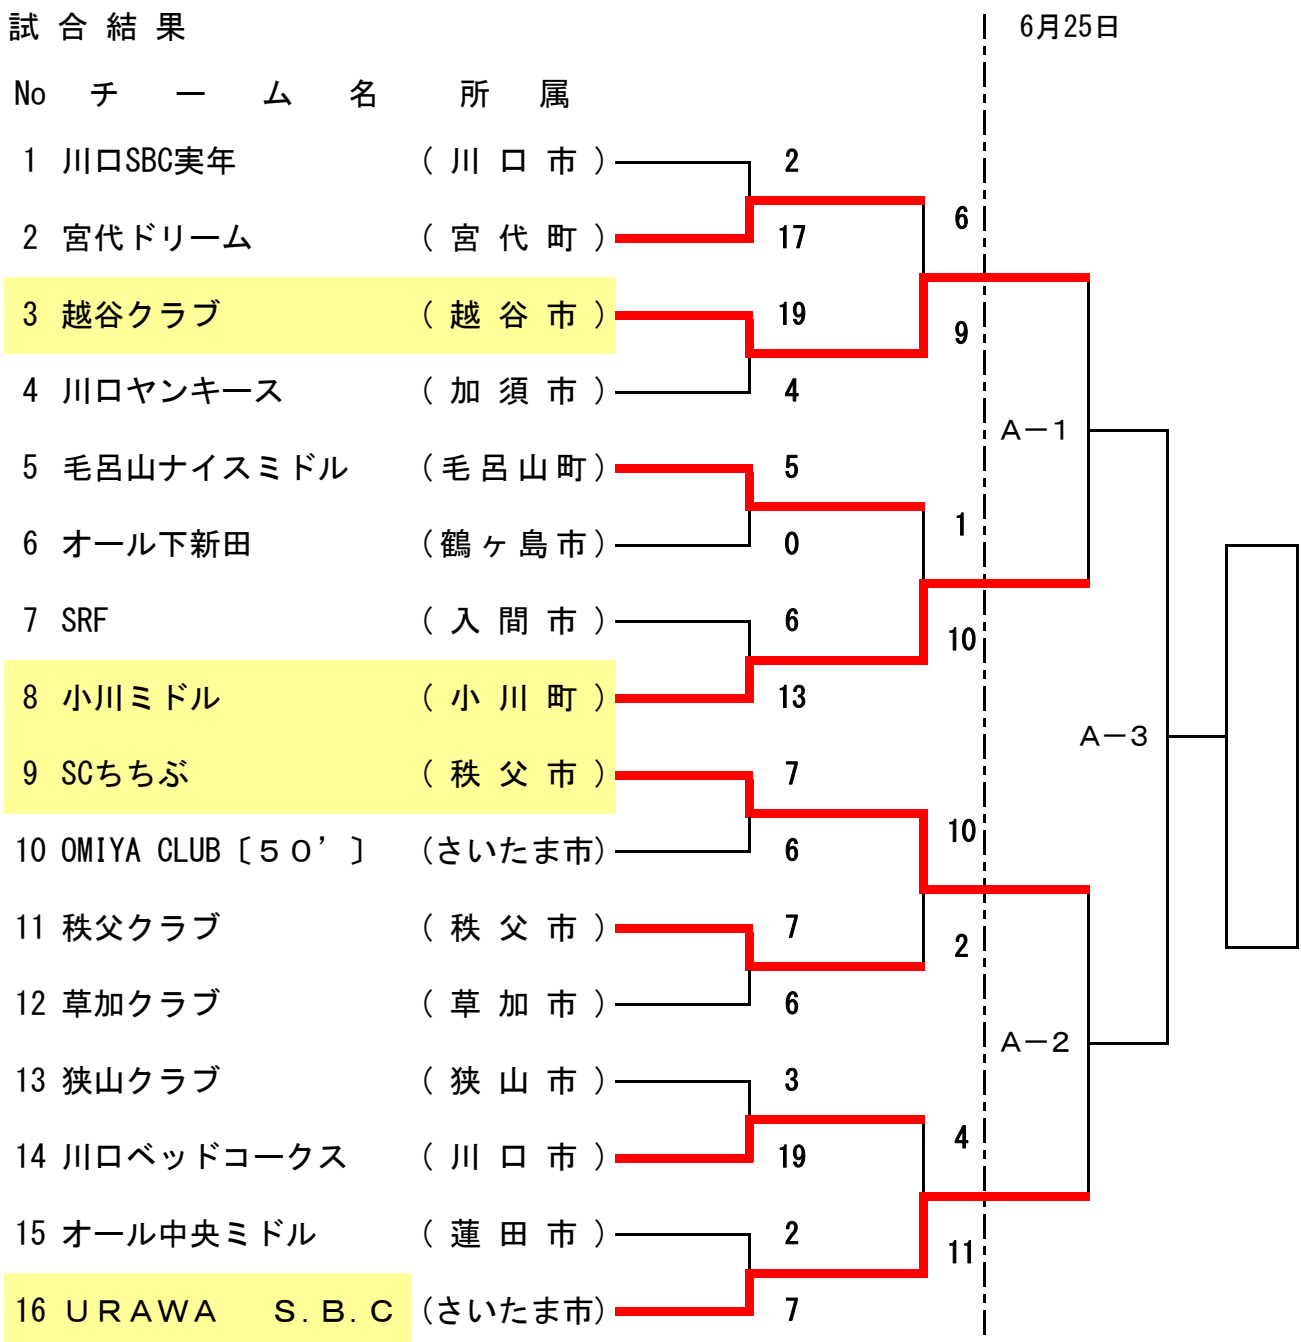 試合結果 6月25日
No チーム名 所属
1 川口SBC実年 (川口市) 2
6
2 宮代ドリーム (宮代町) 17
3 越谷クラブ (越谷市) 19
9
4 川口ヤンキース (加須市) 4
A－1
5 毛呂山ナイスミドル (毛呂山町) 5
1
6 オール下新田 (鶴ヶ島市) 0
7 SRF (入間市) 6
10
8 小川ミドル (小川町) 13
A－3
9 SCちちぶ (秩父市) 7
10
10 OMIYA CLUB〔５０’〕 (さいたま市) 6
11 秩父クラブ (秩父市) 7
2
12 草加クラブ (草加市) 6
A－2
13 狭山クラブ (狭山市) 3
4
14 川口ベッドコークス (川口市) 19
15 オール中央ミドル (蓮田市) 2
11
16 ＵＲＡＷＡ Ｓ.Ｂ.Ｃ (さいたま市) 7